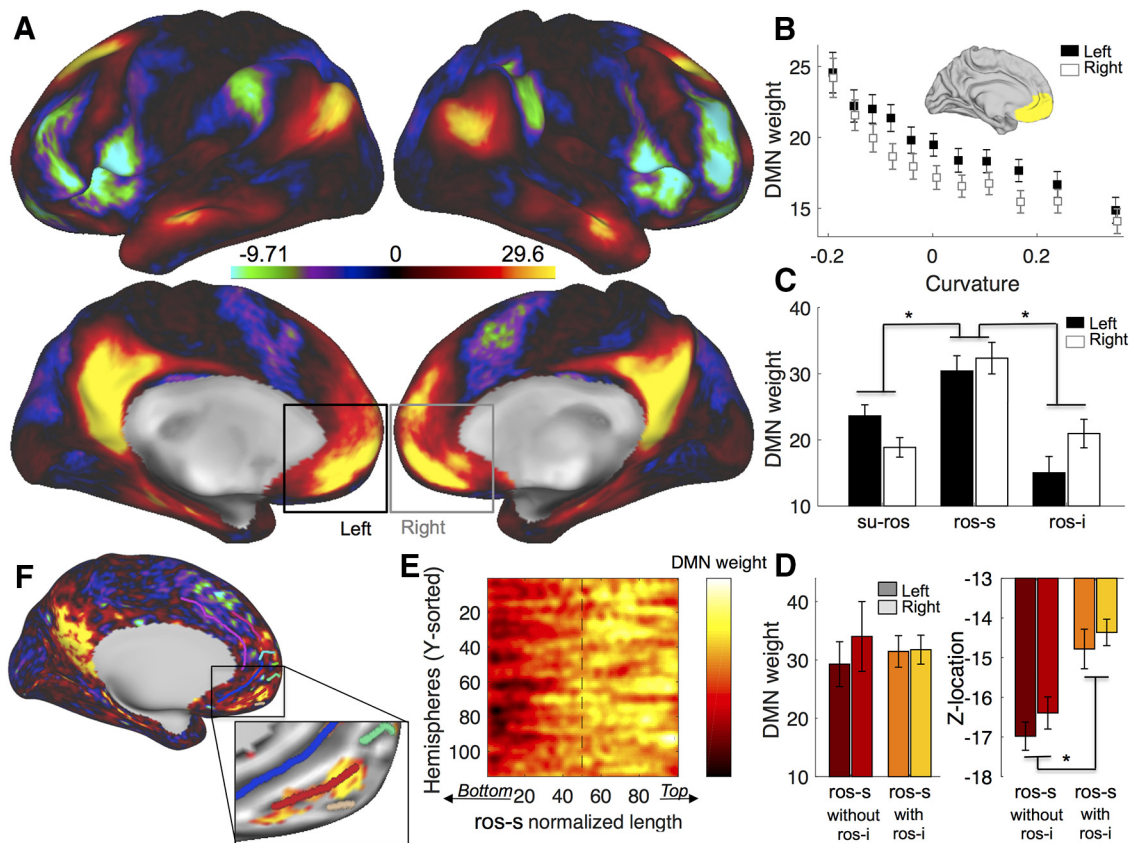 A
-9.71 0 29.6
Left Right
B
DMN weight
25
20
15
-0.2 0 0.2
Curvature
Left
Right
C
DMN weight
40
30
20
10
* *
Left
Right
su-ros ros-s ros-i
F
E
DMN weight
Hemispheres (Y-sorted)
20
40
60
80
100
Bottom 20 40 60 80 Top
ros-s normalized length
D
DMN weight
40
30
20
10
Left
Right
ros-s ros-s
without with
ros-i ros-i
Z-location
-13
-14
-15
-16
-17
-18
*
ros-s ros-s
without with
ros-i ros-i